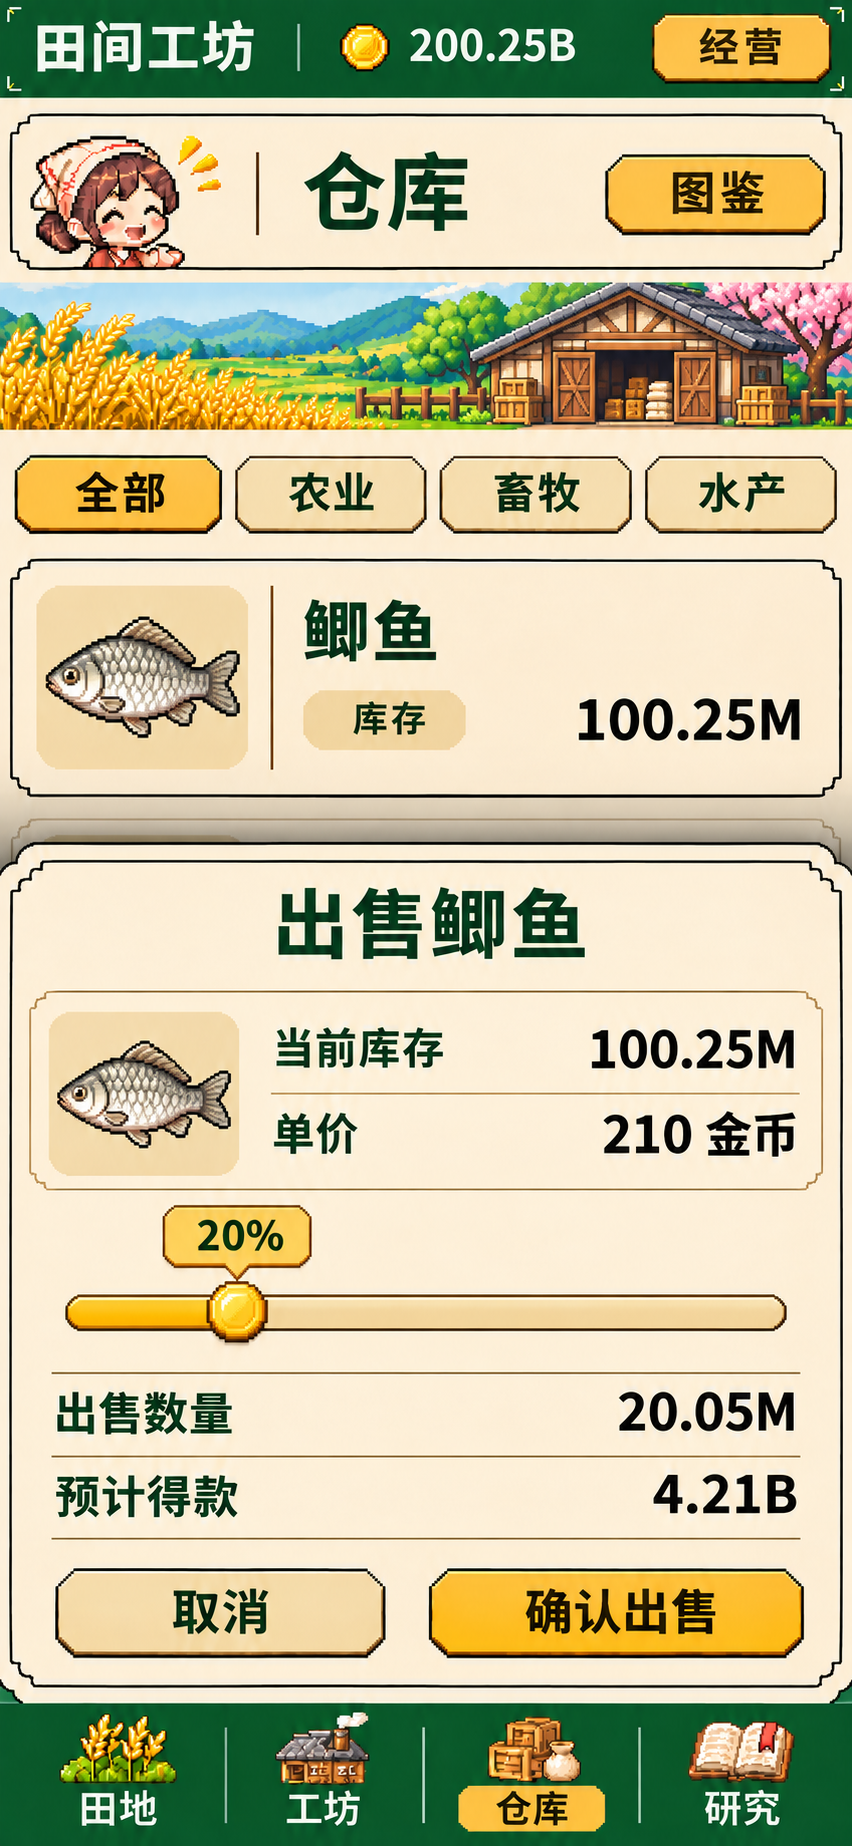 田间工坊 200.25B 经营
仓库 图鉴
全部 农业 畜牧 水产
鲫鱼
库存 100.25M
出售鲫鱼
当前库存 100.25M
单价 210 金币
20%
出售数量 20.05M
预计得款 4.21B
取消 确认出售
田地 工坊 仓库 研究